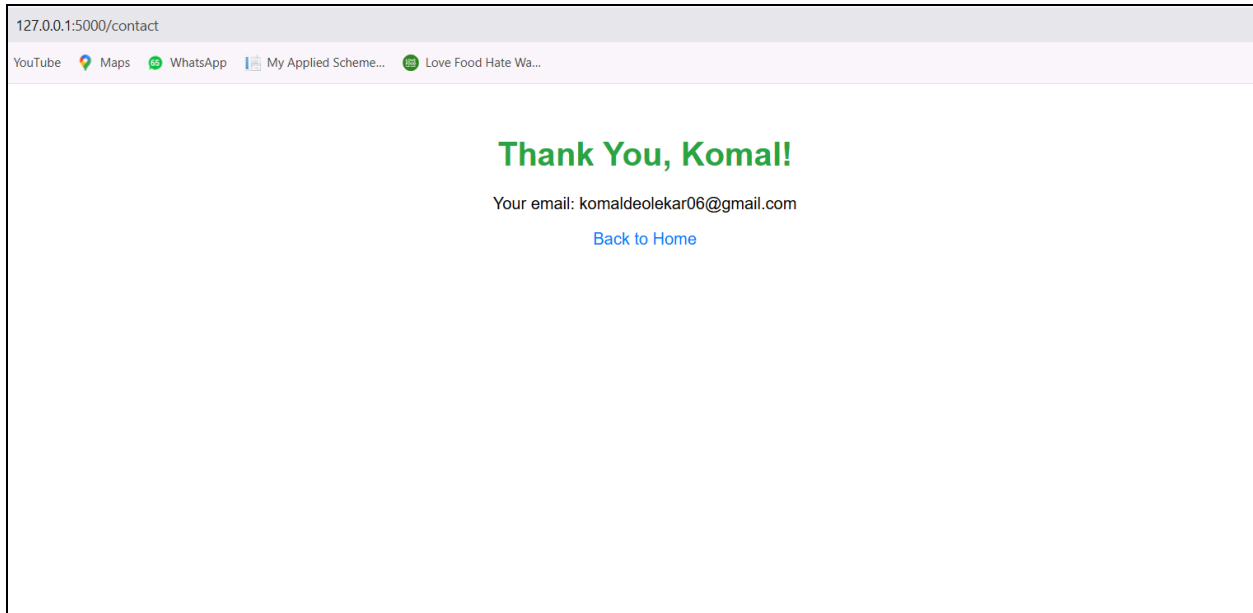 127.0.0.1:5000/contact
YouTube Maps 65 WhatsApp My Applied Scheme... Love Food Hate Wa...
Thank You, Komal!
Your email: komaldeolekar06@gmail.com
Back to Home